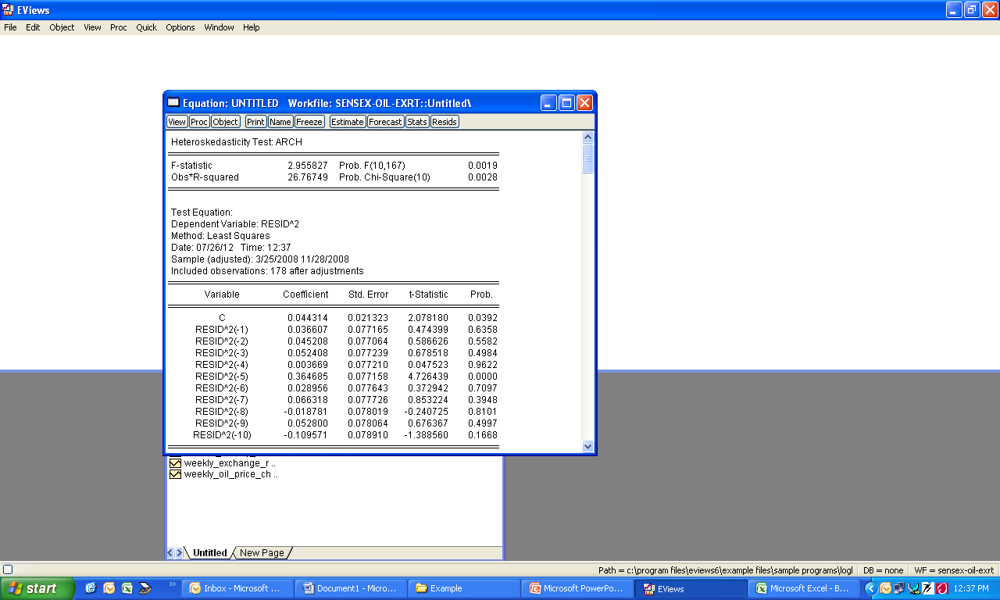 EViews
File Edit Object View Proc Quick Options Window Help
Equation: UNTITLED Workfile: SENSEX-OIL-EXRT::Untitled\
View Proc Object Print Name Freeze Estimate Forecast Stats Resids
Heteroskedasticity Test: ARCH
F-statistic 2.955827 Prob. F(10,167) 0.0019
Obs*R-squared 26.76749 Prob. Chi-Square(10) 0.0028
Test Equation:
Dependent Variable: RESID^2
Method: Least Squares
Date: 07/26/12 Time: 12:37
Sample (adjusted): 3/25/2008 11/28/2008
Included observations: 178 after adjustments
Variable Coefficient Std. Error t-Statistic Prob.
C 0.044314 0.021323 2.078180 0.0392
RESID^2(-1) 0.036607 0.077165 0.474399 0.6358
RESID^2(-2) 0.045208 0.077064 0.586626 0.5582
RESID^2(-3) 0.052408 0.077239 0.678518 0.4984
RESID^2(-4) 0.003669 0.077210 0.047523 0.9622
RESID^2(-5) 0.364685 0.077158 4.726439 0.0000
RESID^2(-6) 0.028956 0.077643 0.372942 0.7097
RESID^2(-7) 0.066318 0.077726 0.853224 0.3948
RESID^2(-8) -0.018781 0.078019 -0.240725 0.8101
RESID^2(-9) 0.052800 0.078064 0.676367 0.4997
RESID^2(-10) -0.109571 0.078910 -1.388560 0.1668
weekly_exchange_r ..
weekly_oil_price_ch ..
Untitled New Page
Path = c:\program files\eviews6\example files\sample programs\logl DB = none WF = sensex-oil-exrt
start Inbox - Microsoft ... Document1 - Micro... Example Microsoft PowerPo... EViews Microsoft Excel - B... 12:37 PM